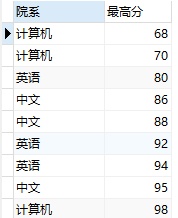 院系 最高分
计算机 68
计算机 70
英语 80
中文 86
中文 88
英语 92
英语 94
中文 95
计算机 98